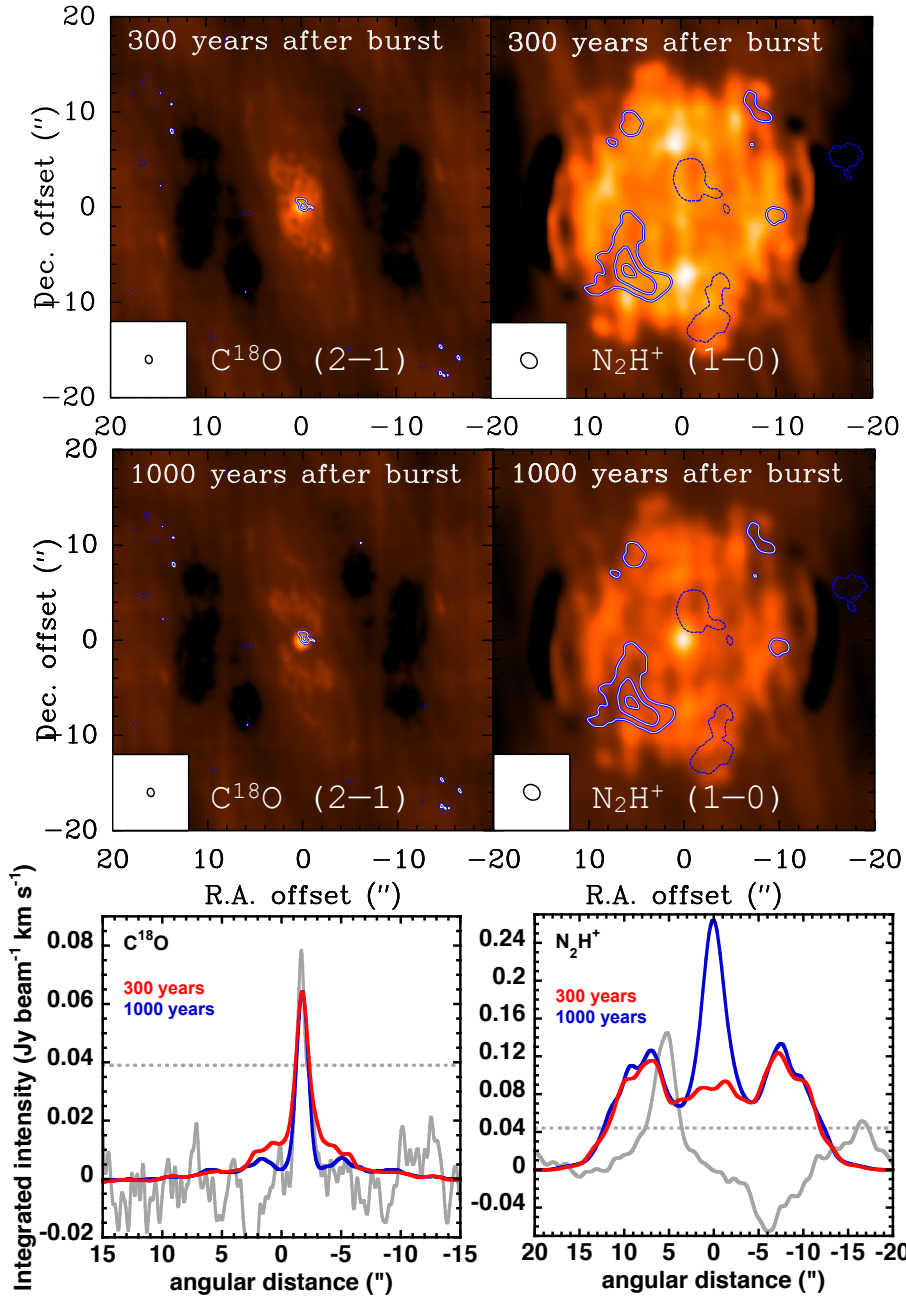 300 years after burst
300 years after burst
20
10
0
−10
−20
Dec. offset (″)
C¹⁸O (2−1)
N₂H⁺ (1−0)
20 10 0 −10 −20
10 0 −10 −20
1000 years after burst
1000 years after burst
20
10
0
−10
−20
Dec. offset (″)
C¹⁸O (2−1)
N₂H⁺ (1−0)
20 10 0 −10 −20
10 0 −10 −20
R.A. offset (″)
R.A. offset (″)
Integrated intensity (Jy beam⁻¹ km s⁻¹)
C¹⁸O
300 years
1000 years
0.08
0.06
0.04
0.02
0
-0.02
15 10 5 0 -5 -10 -15
angular distance (")
N₂H⁺
300 years
1000 years
0.24
0.20
0.16
0.12
0.08
0.04
0
-0.04
20 15 10 5 0 -5 -10 -15 -20
angular distance (")